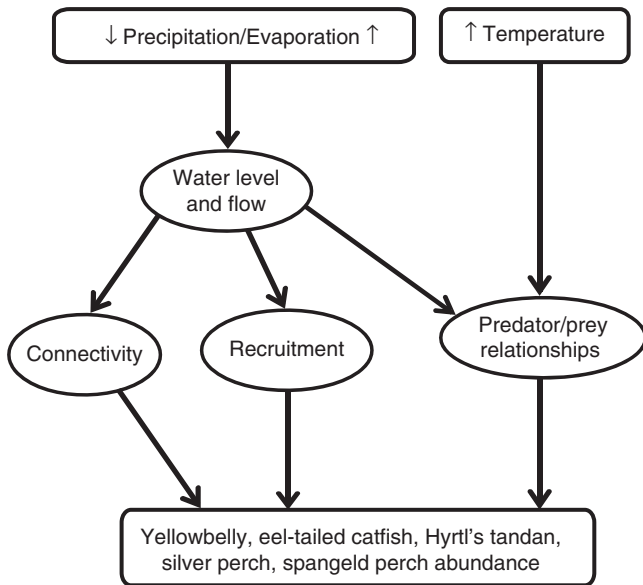 ↓ Precipitation/Evaporation ↑
↑ Temperature
Water level
and flow
Connectivity
Recruitment
Predator/prey
relationships
Yellowbelly, eel-tailed catfish, Hyrtl's tandan,
silver perch, spangeld perch abundance